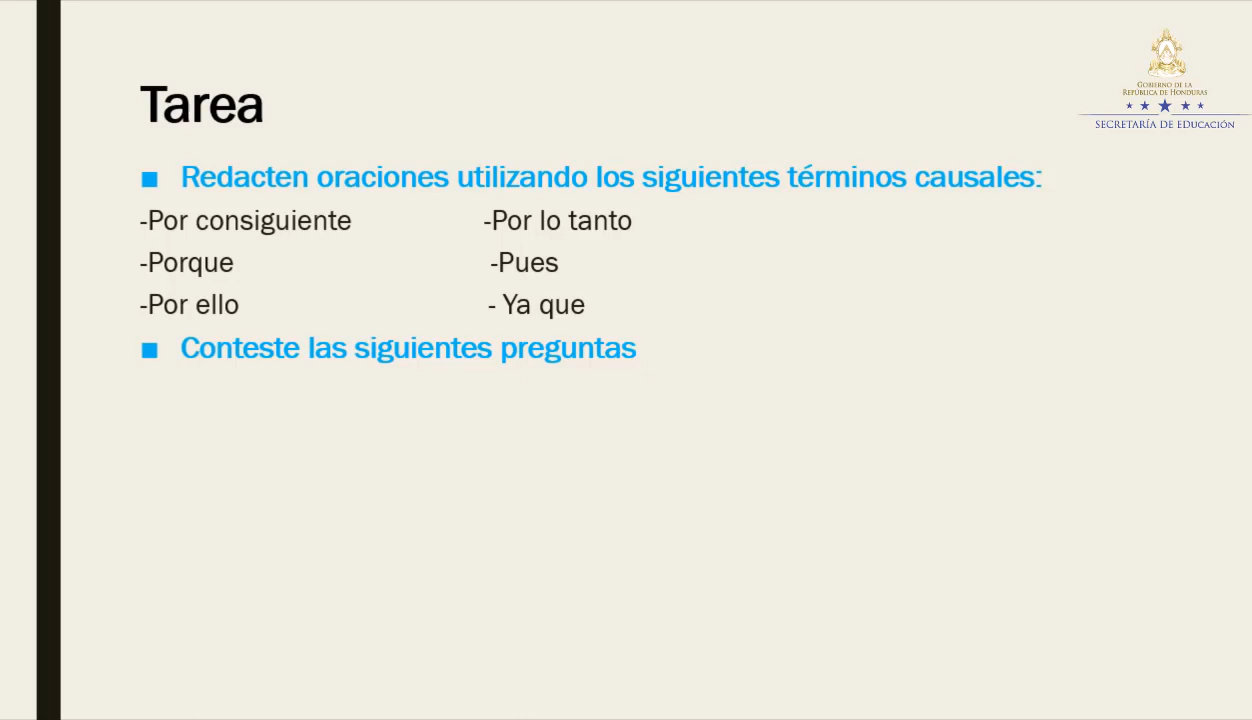 GOBIERNO DE LA
REPÚBLICA DE HONDURAS
SECRETARÍA DE EDUCACIÓN
Tarea
Redacten oraciones utilizando los siguientes términos causales:
-Por consiguiente -Por lo tanto
-Porque -Pues
-Por ello - Ya que
Conteste las siguientes preguntas